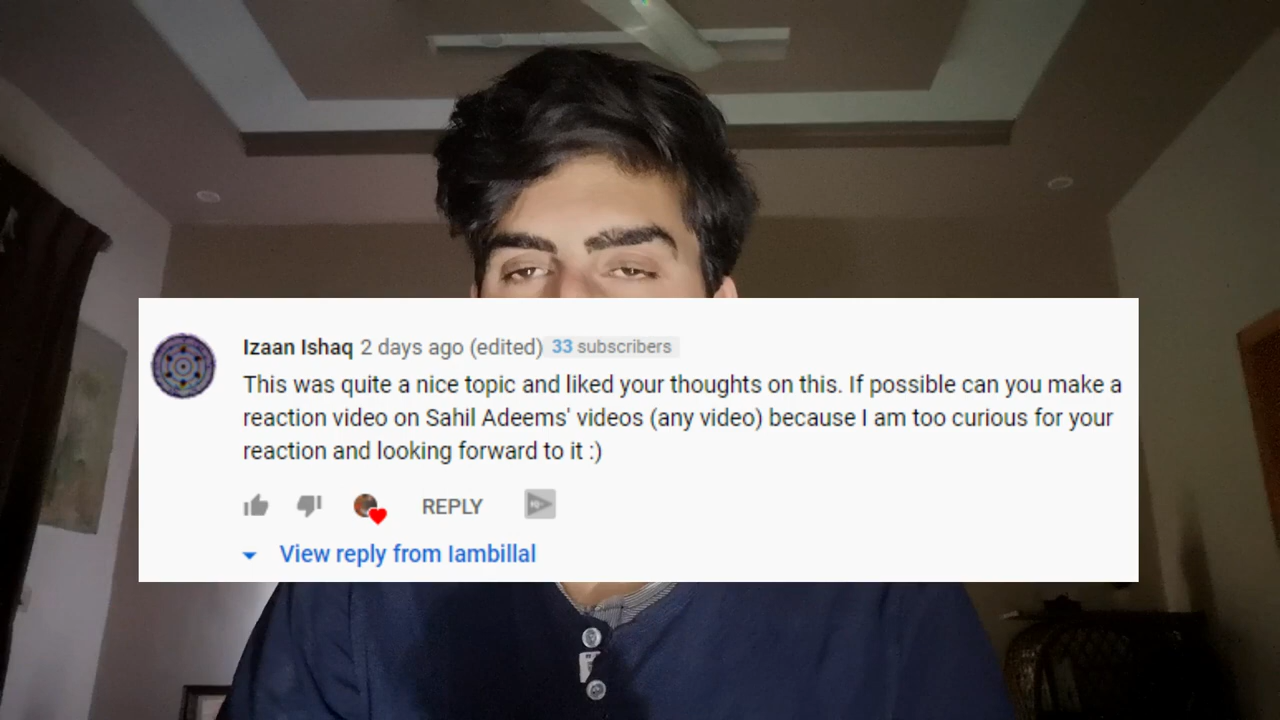 Izaan Ishaq 2 days ago (edited) 33 subscribers
This was quite a nice topic and liked your thoughts on this. If possible can you make a
reaction video on Sahil Adeems' videos (any video) because I am too curious for your
reaction and looking forward to it :)
REPLY
View reply from Iambillal